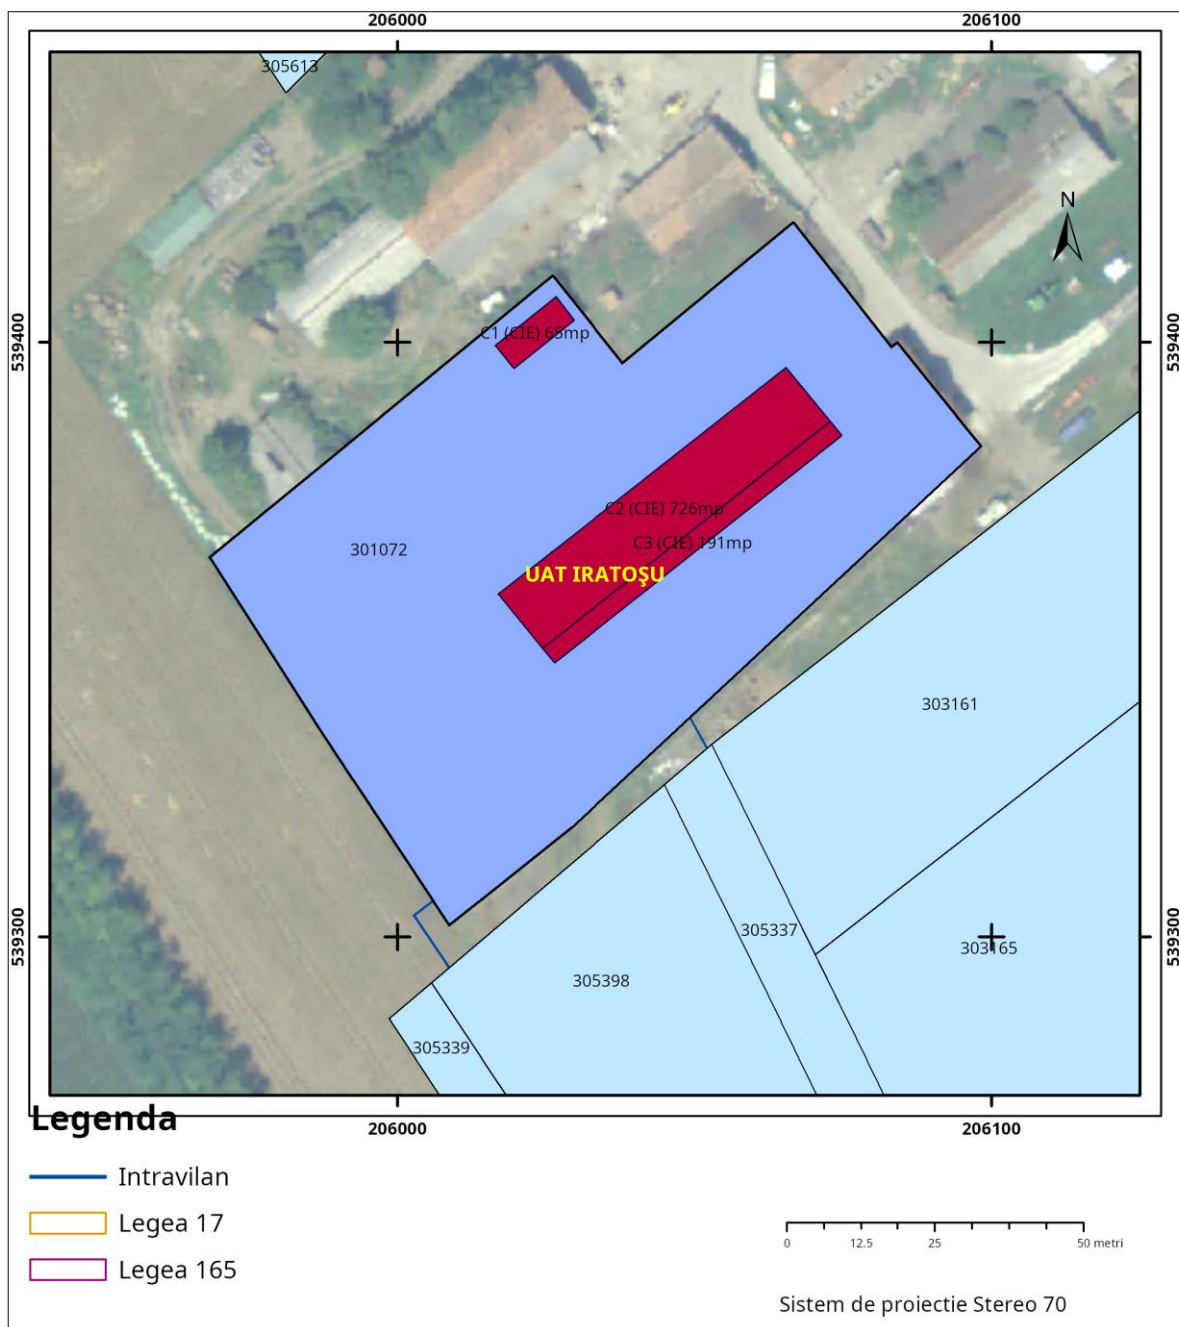 206000
206100
305613
N
539400
539400
C1 (CIE) 65mp
C2 (CIE) 726mp
C3 (CIE) 191mp
301072
UAT IRATOŞU
303161
539300
539300
305337
303165
305398
305339
206000
206100
Legenda
Intravilan
Legea 17
Legea 165
0 12.5 25 50 metri
Sistem de proiectie Stereo 70